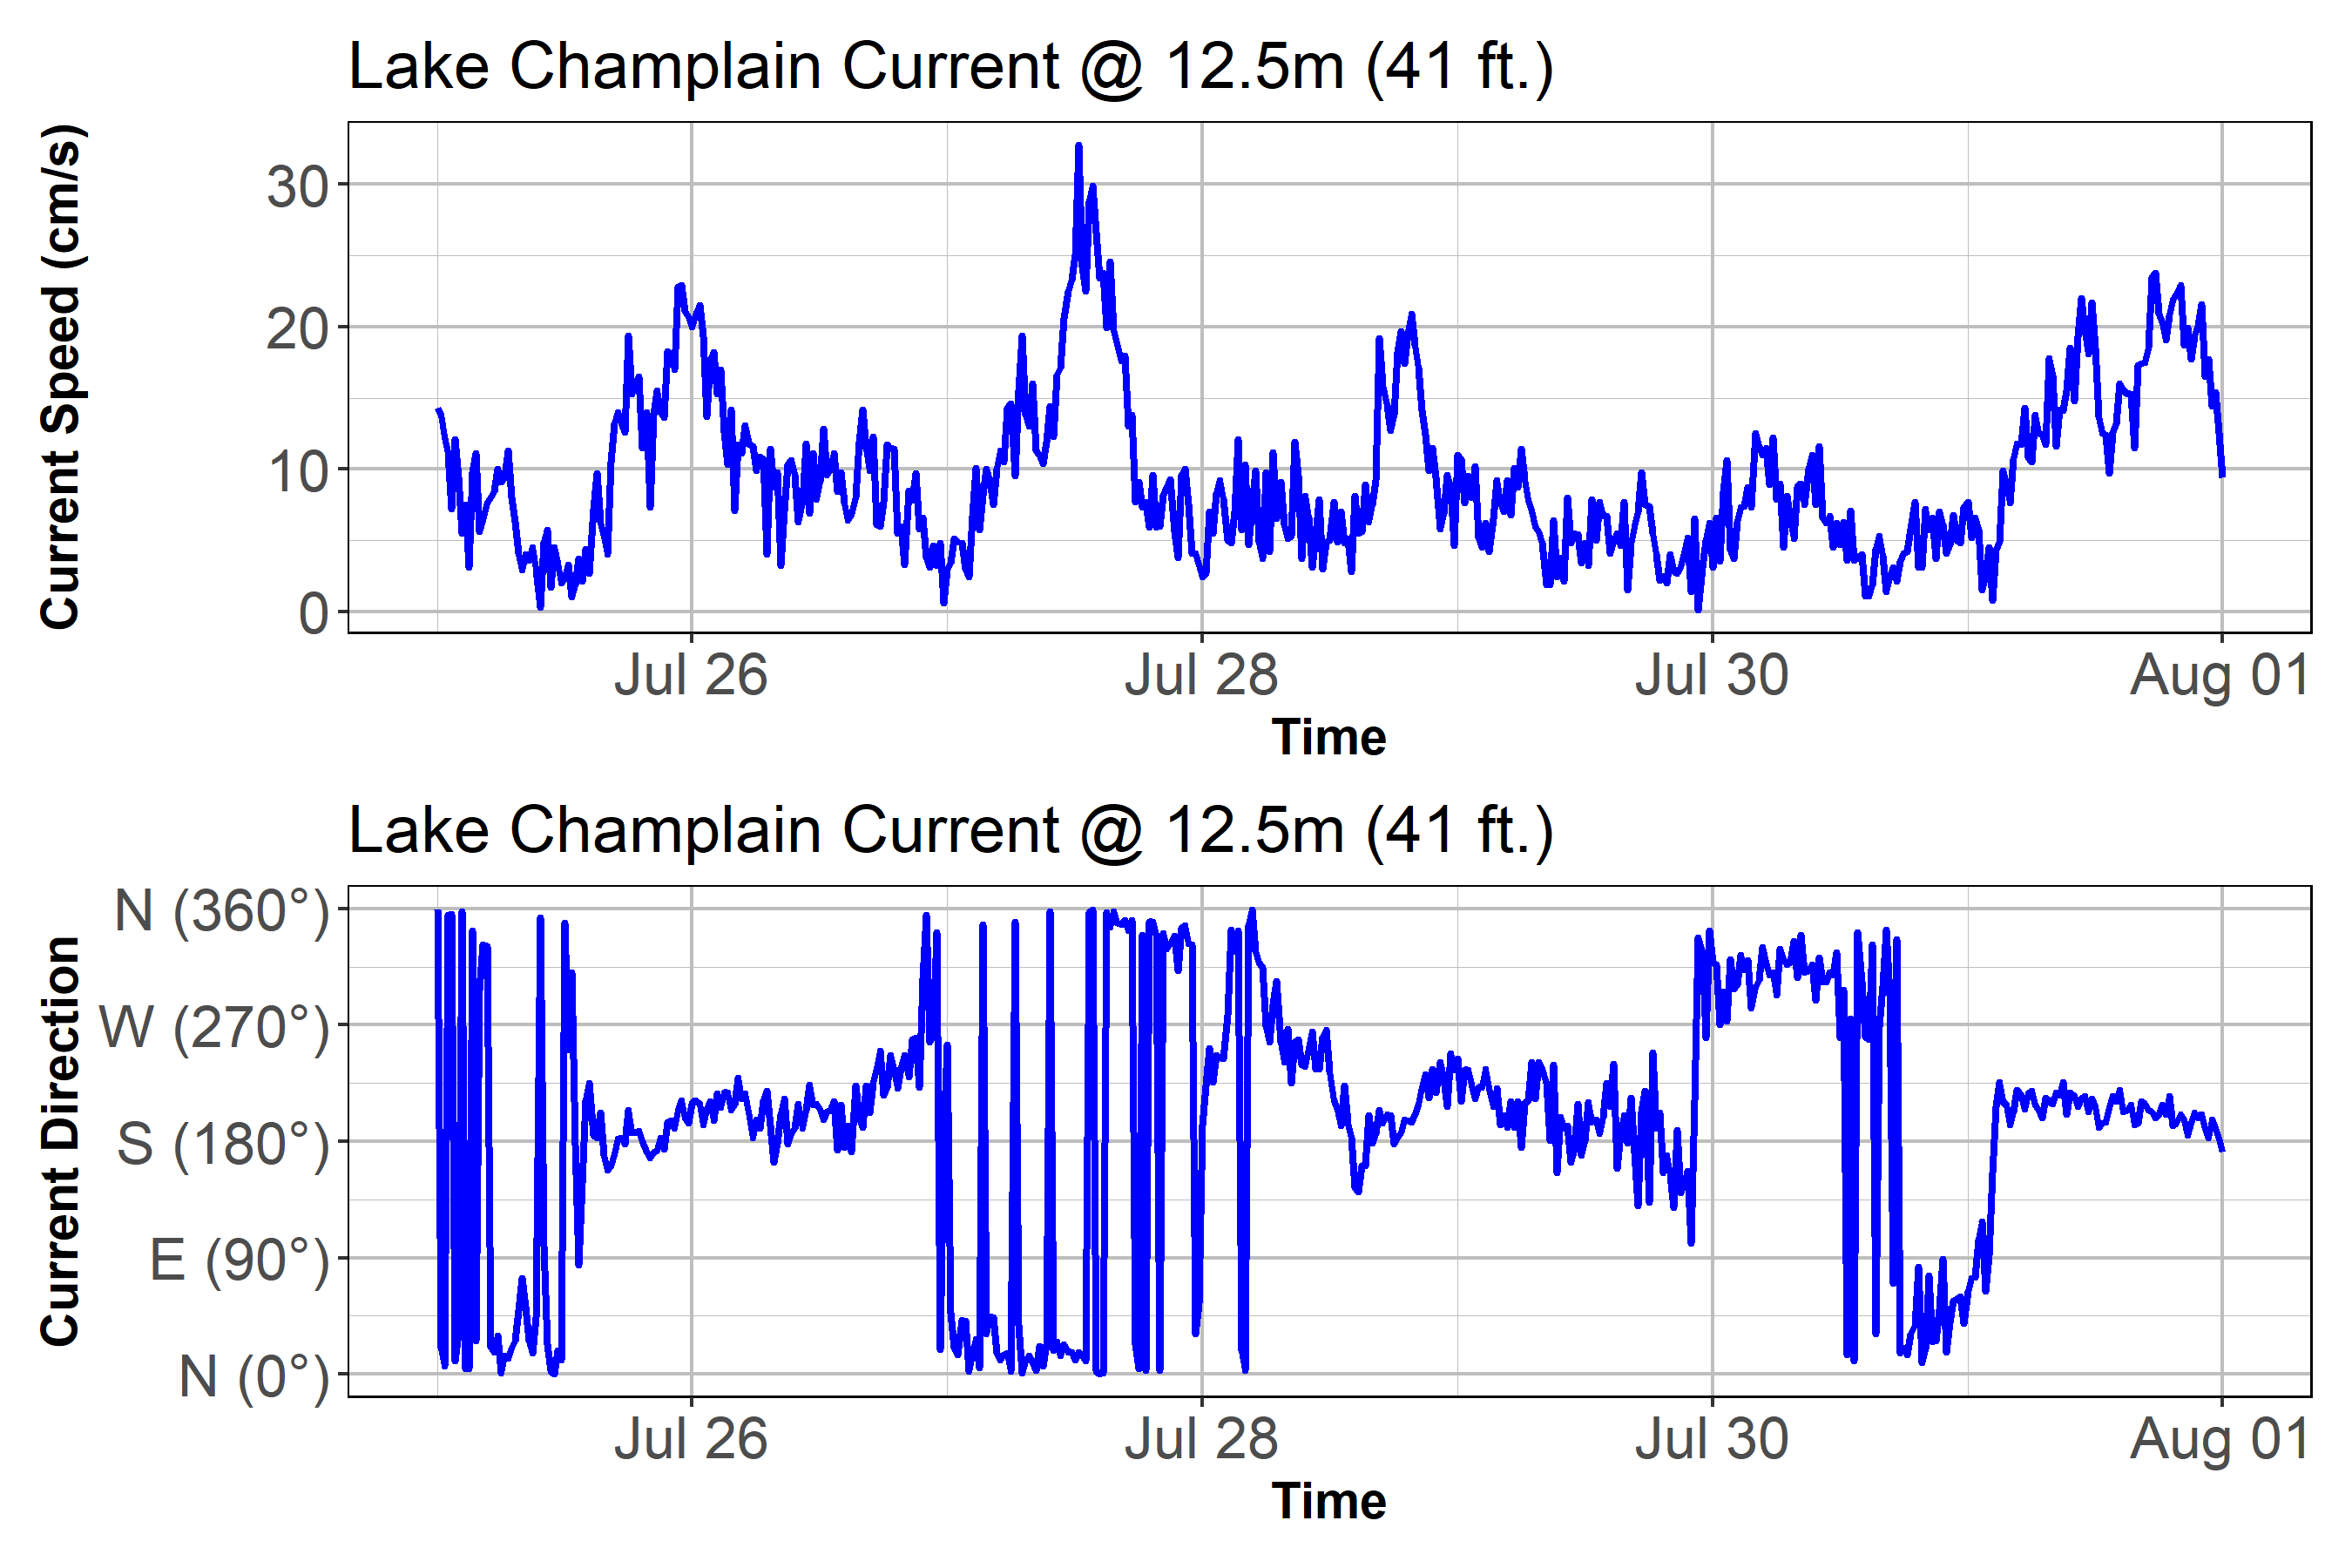 Lake Champlain Current @ 12.5m (41 ft.)
Current Speed (cm/s)
30
20
10
0
Jul 26 Jul 28 Jul 30 Aug 01
Time
Lake Champlain Current @ 12.5m (41 ft.)
Current Direction
N (360°)
W (270°)
S (180°)
E (90°)
N (0°)
Jul 26 Jul 28 Jul 30 Aug 01
Time